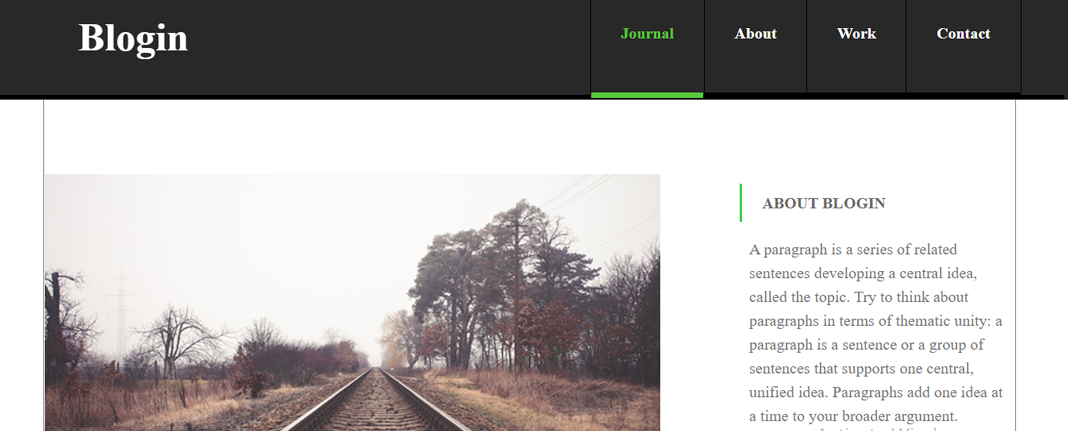 Blogin
Journal
About
Work
Contact
ABOUT BLOGIN
A paragraph is a series of related
sentences developing a central idea,
called the topic. Try to think about
paragraphs in terms of thematic unity: a
paragraph is a sentence or a group of
sentences that supports one central,
unified idea. Paragraphs add one idea at
a time to your broader argument.